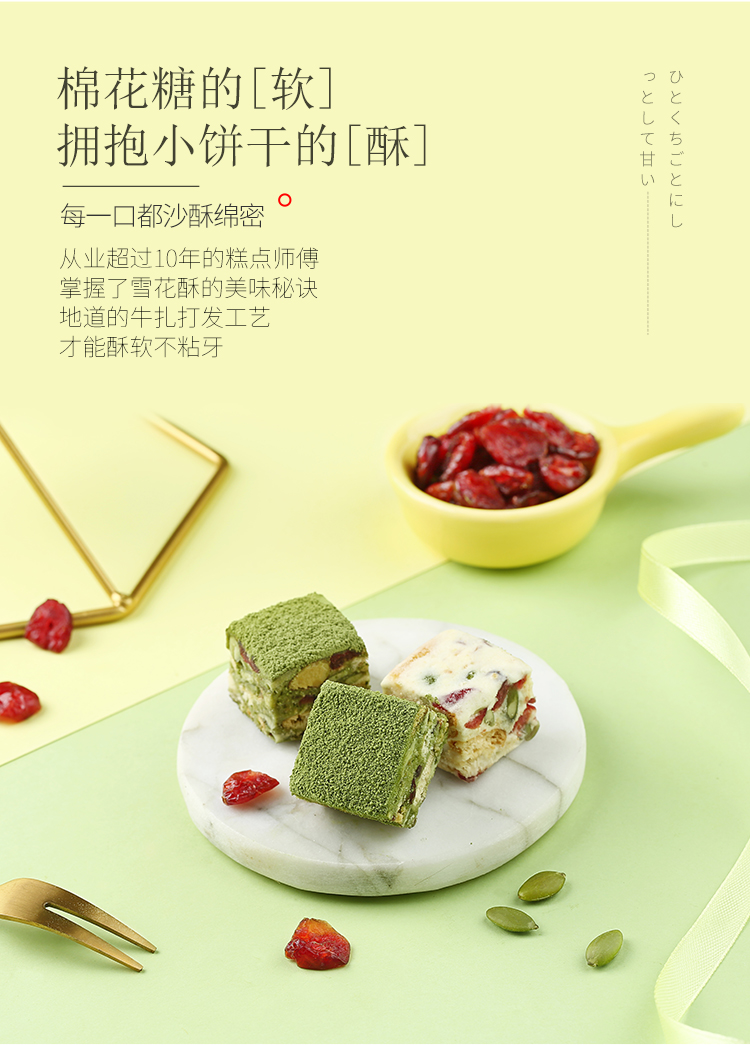 棉花糖的[软]
拥抱小饼干的[酥]
每一口都沙酥绵密
从业超过10年的糕点师傅
掌握了雪花酥的美味秘诀
地道的牛扎打发工艺
才能酥软不粘牙
ひとくちごとにし
っとして甘い